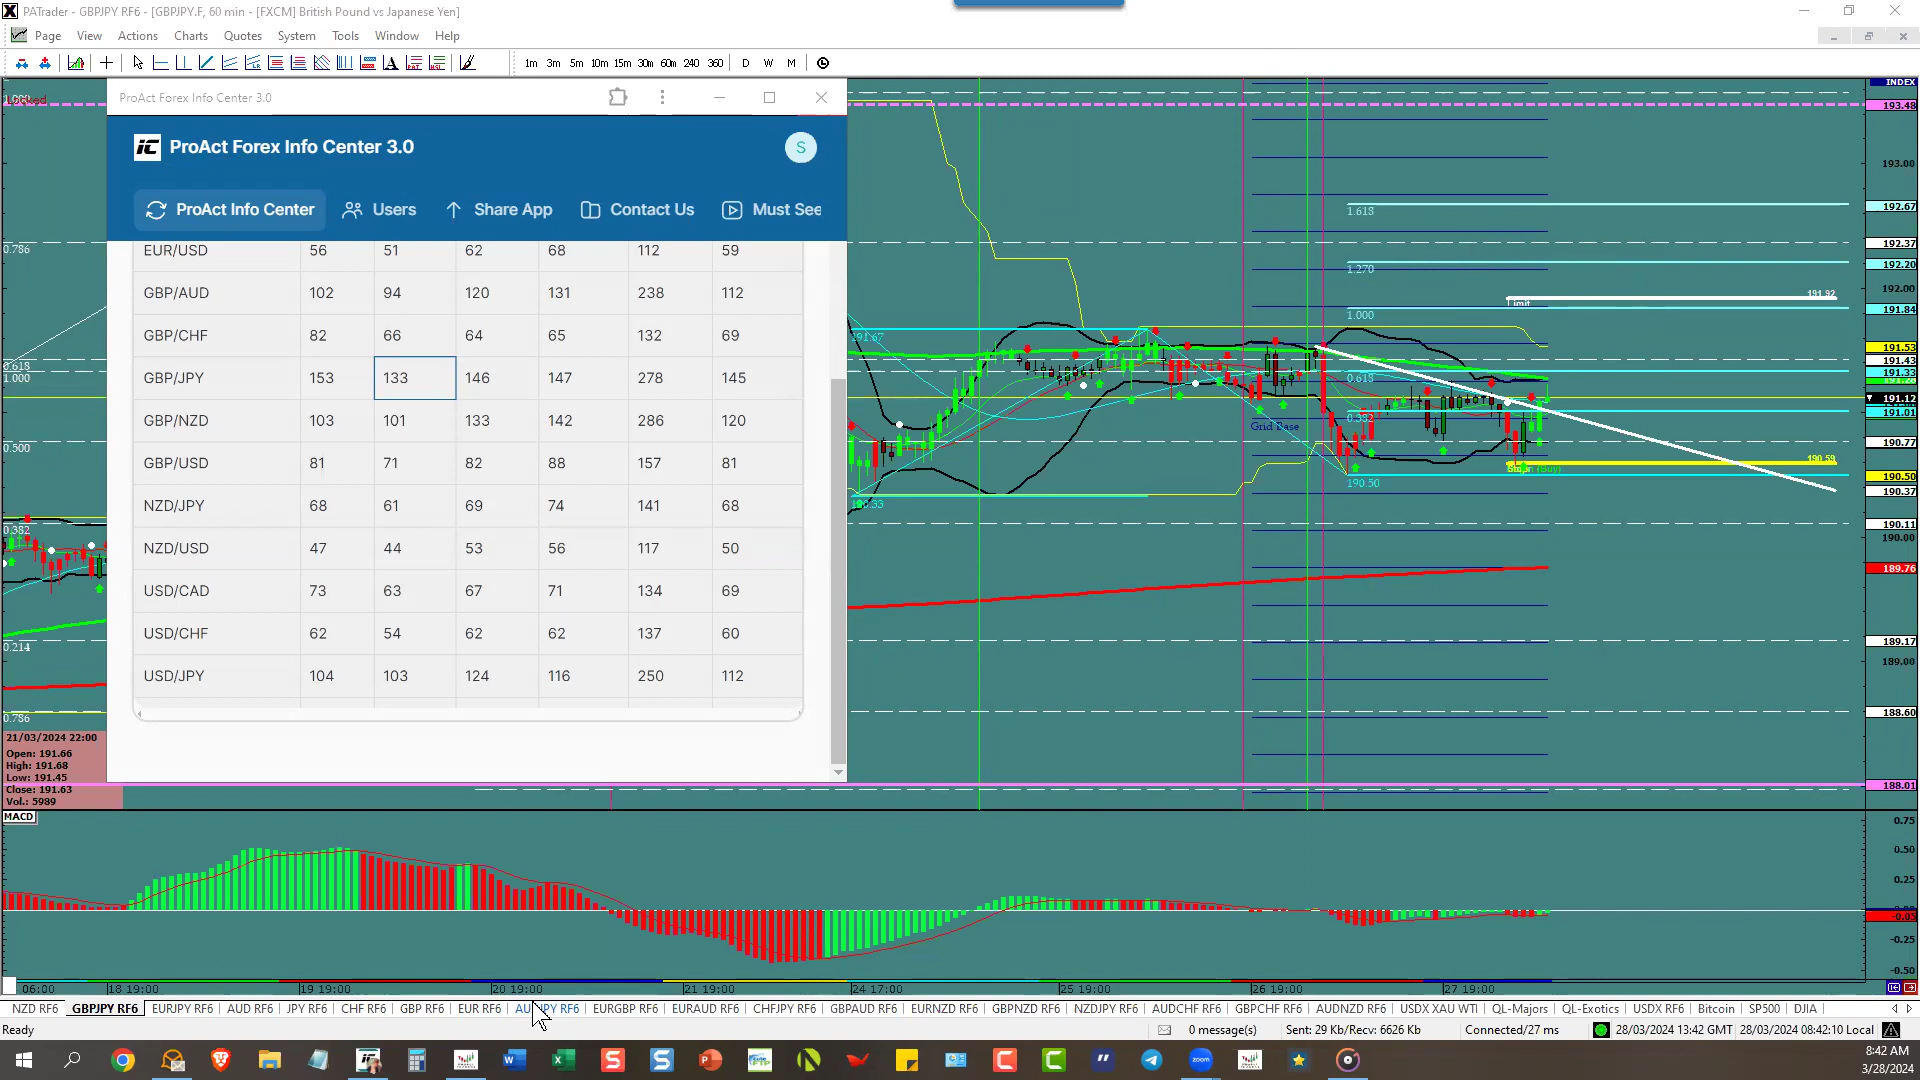 PATrader - GBPJPY RF6 - [GBPJPY.F, 60 min - [FXCM] British Pound vs Japanese Yen]
Page View Actions Charts Quotes System Tools Window Help
1m 3m 5m 10m 15m 30m 60m 240 360 D W M
ProAct Forex Info Center 3.0
iC ProAct Forex Info Center 3.0 S
ProAct Info Center Users Share App Contact Us Must See
EUR/USD 56 51 62 68 112 59
GBP/AUD 102 94 120 131 238 112
GBP/CHF 82 66 64 65 132 69
GBP/JPY 153 133 146 147 278 145
GBP/NZD 103 101 133 142 286 120
GBP/USD 81 71 82 88 157 81
NZD/JPY 68 61 69 74 141 68
NZD/USD 47 44 53 56 117 50
USD/CAD 73 63 67 71 134 69
USD/CHF 62 54 62 62 137 60
USD/JPY 104 103 124 116 250 112
Locked
0.786
0.618
1.000
0.500
0.382
0.214
0.786
21/03/2024 22:00
Open: 191.66
High: 191.68
Low: 191.45
Close: 191.63
Vol.: 5989
191.67
1.618
1.270
1.000
0.618
0.382
Grid Base
190.50
Limit
191.92
190.59
INDEX
193.48
193.00
192.67
192.37
192.20
192.00
191.84
191.53
191.43
191.33
191.12
191.01
190.77
190.50
190.37
190.11
190.00
189.76
189.17
189.00
188.60
188.01
MACD
0.75
0.50
0.25
-0.05
-0.25
-0.50
06:00 18 19:00 19 19:00 20 19:00 21 19:00 24 17:00 25 19:00 26 19:00 27 19:00
NZD RF6 GBPJPY RF6 EURJPY RF6 AUD RF6 JPY RF6 CHF RF6 GBP RF6 EUR RF6 RF6 EURGBP RF6 EURAUD RF6 CHFJPY RF6 GBPAUD RF6 EURNZD RF6 GBPNZD RF6 NZDJPY RF6 AUDCHF RF6 GBPCHF RF6 AUDNZD RF6 USDX XAU WTI QL-Majors QL-Exotics USDX RF6 Bitcoin SP500 DJIA
Ready 0 message(s) Sent: 29 Kb/Recv: 6626 Kb Connected/27 ms 28/03/2024 13:42 GMT 28/03/2024 08:42:10 Local
8:42 AM
3/28/2024